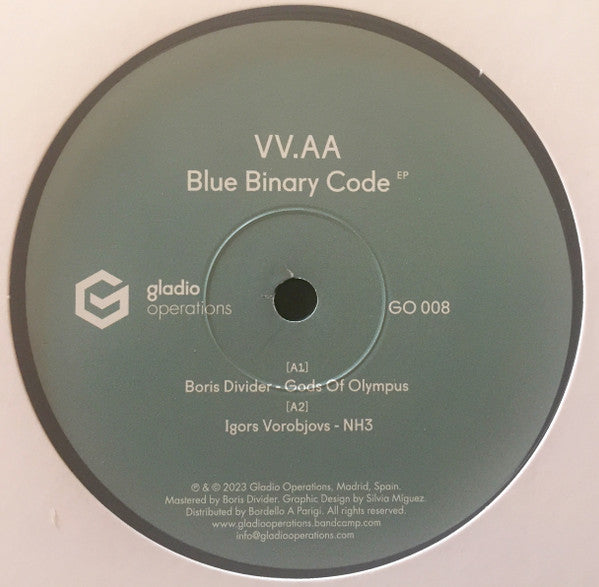 VV.AA
Blue Binary Code EP
gladio
operations
GO 008
[A1]
Boris Divider - Gods Of Olympus
[A2]
Igors Vorobjovs - NH3
℗ & © 2023 Gladio Operations, Madrid, Spain.
Mastered by Boris Divider. Graphic Design by Silvia Míguez.
Distributed by Bordello A Parigi. All rights reserved.
www.gladiooperations.bandcamp.com
info@gladiooperations.com